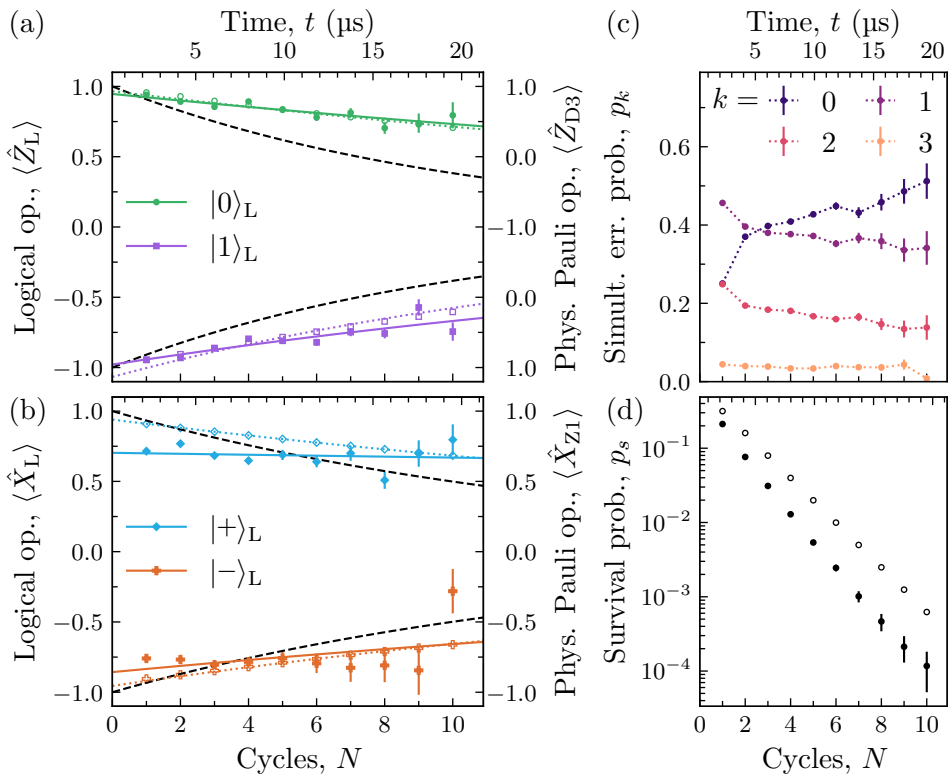 (a)
Time, t (μs)
5 10 15 20
Logical op., ⟨Ẑ_L⟩
1.0
0.5
0.0
−0.5
−1.0
|0⟩_L
|1⟩_L
1.0
0.0
−1.0
−1.0
0.0
1.0
Phys. Pauli op., ⟨Ẑ_D3⟩
(b)
Logical op., ⟨X̂_L⟩
1.0
0.5
0.0
−0.5
−1.0
|+⟩_L
|−⟩_L
1.0
0.5
0.0
−0.5
−1.0
Phys. Pauli op., ⟨X̂_Z1⟩
0 2 4 6 8 10
Cycles, N
(c)
Time, t (μs)
5 10 15 20
Simult. err. prob., p_k
0.6
0.4
0.2
0.0
k = 0 1
2 3
(d)
Survival prob., p_s
10^−1
10^−2
10^−3
10^−4
0 2 4 6 8 10
Cycles, N